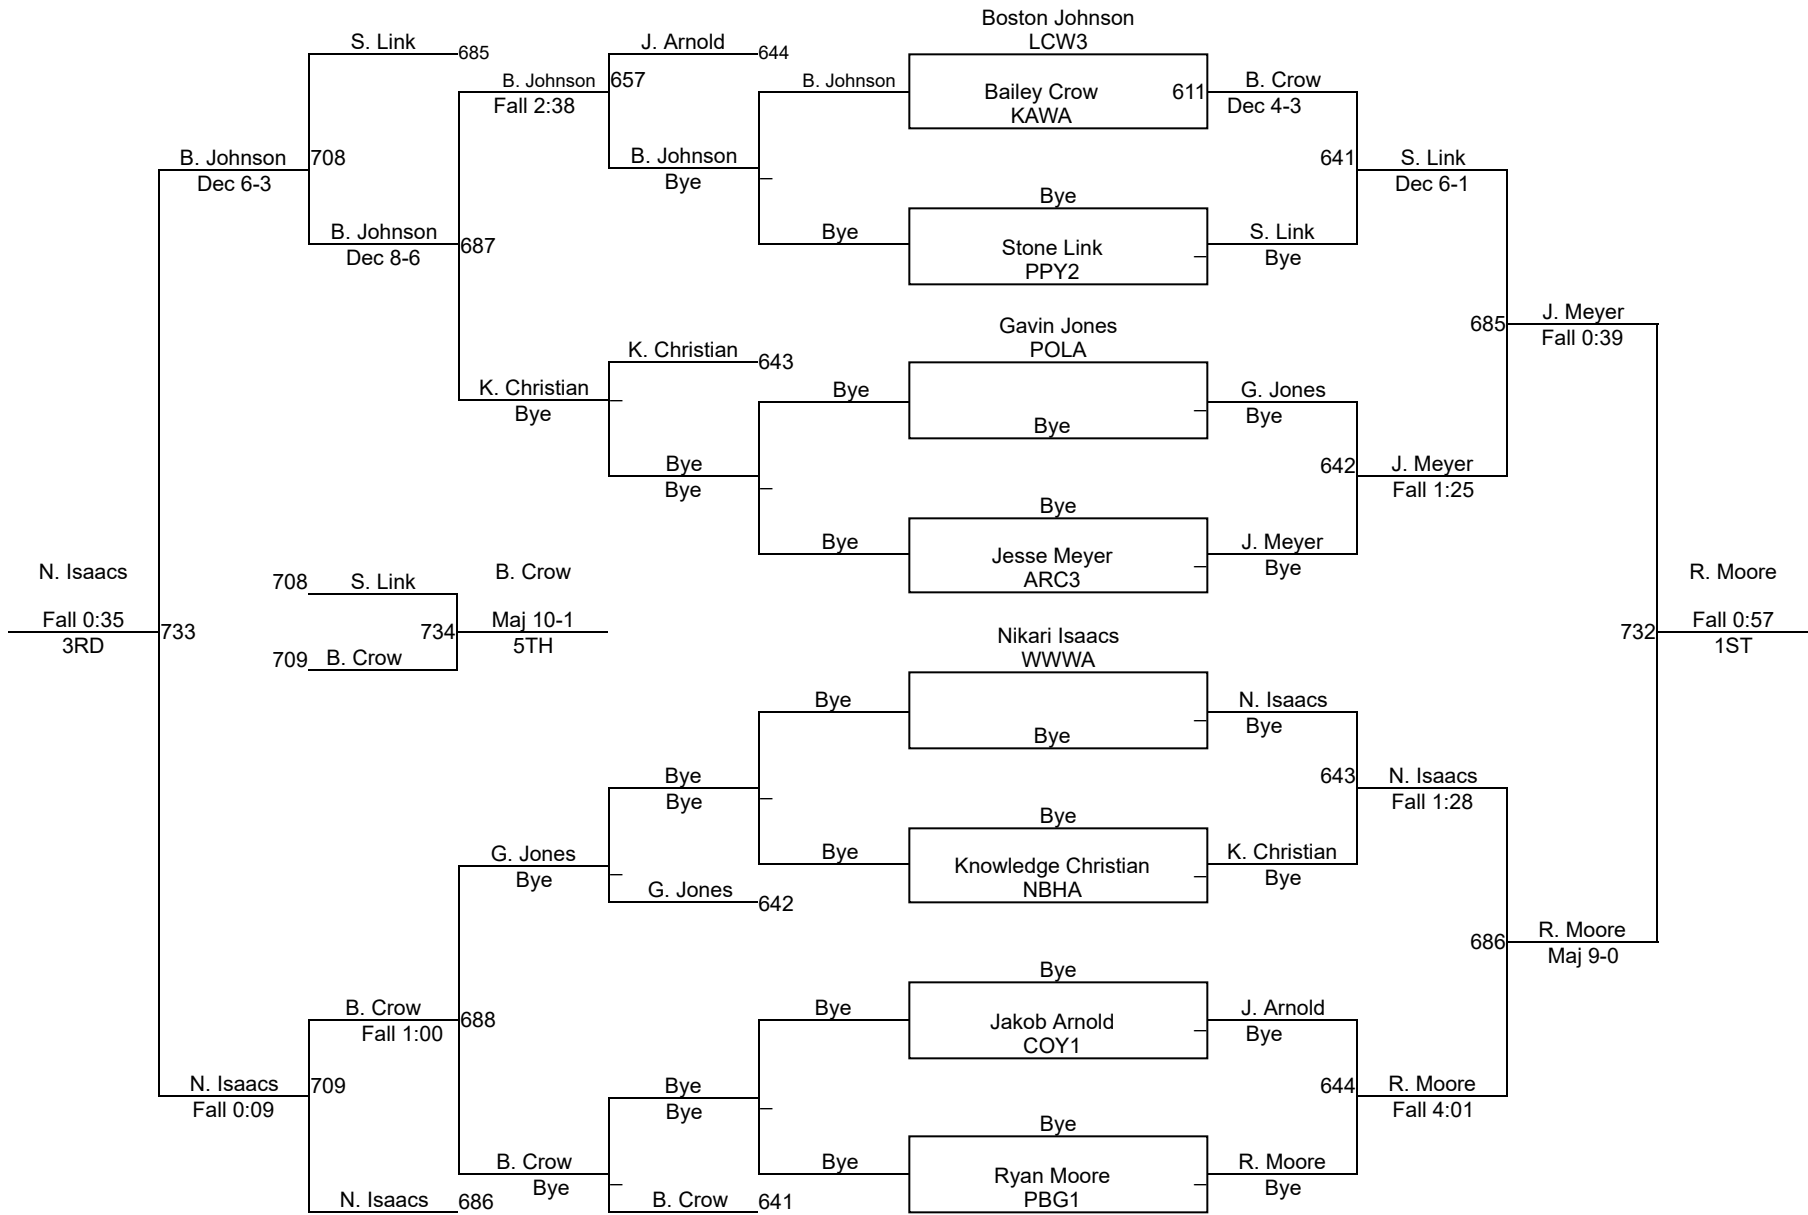 Boston Johnson
LCW3
S. Link
685
J. Arnold
644
B. Johnson
657
Fall 2:38
B. Johnson
Bailey Crow
KAWA
611
B. Crow
Dec 4-3
B. Johnson
708
Dec 6-3
B. Johnson
Bye
641
S. Link
Dec 6-1
Bye
B. Johnson
687
Dec 8-6
Bye
Stone Link
PPY2
S. Link
Bye
Gavin Jones
POLA
685
J. Meyer
Fall 0:39
K. Christian
643
K. Christian
Bye
Bye
Bye
G. Jones
Bye
Bye
Bye
642
J. Meyer
Fall 1:25
Bye
Bye
Jesse Meyer
ARC3
J. Meyer
Bye
N. Isaacs
Fall 0:35
3RD
733
708
S. Link
709
B. Crow
734
B. Crow
Maj 10-1
5TH
R. Moore
732
Fall 0:57
1ST
Nikari Isaacs
WWWA
Bye
Bye
N. Isaacs
Bye
Bye
Bye
643
N. Isaacs
Fall 1:28
Bye
G. Jones
Bye
Bye
Knowledge Christian
NBHA
K. Christian
Bye
G. Jones
642
686
R. Moore
Maj 9-0
Bye
B. Crow
688
Fall 1:00
Bye
Jakob Arnold
COY1
J. Arnold
Bye
N. Isaacs
709
Fall 0:09
Bye
Bye
644
R. Moore
Fall 4:01
Bye
B. Crow
Bye
Bye
Ryan Moore
PBG1
R. Moore
Bye
N. Isaacs
686
B. Crow
641